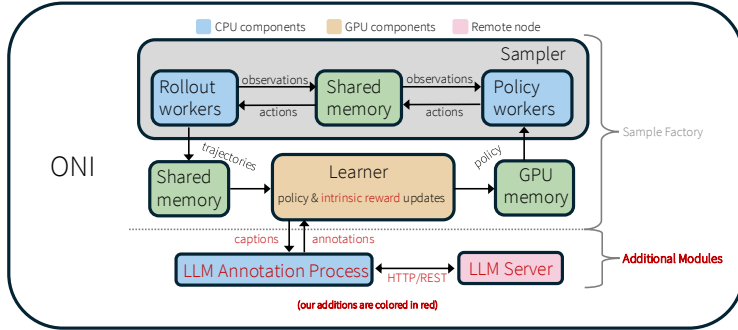 CPU components GPU components Remote node
Sampler
Rollout workers
observations
actions
Shared memory
observations
actions
Policy workers
trajectories
policy
Sample Factory
ONI
Shared memory
Learner
policy & intrinsic reward updates
GPU memory
captions
annotations
LLM Annotation Process
HTTP/REST
LLM Server
Additional Modules
(our additions are colored in red)